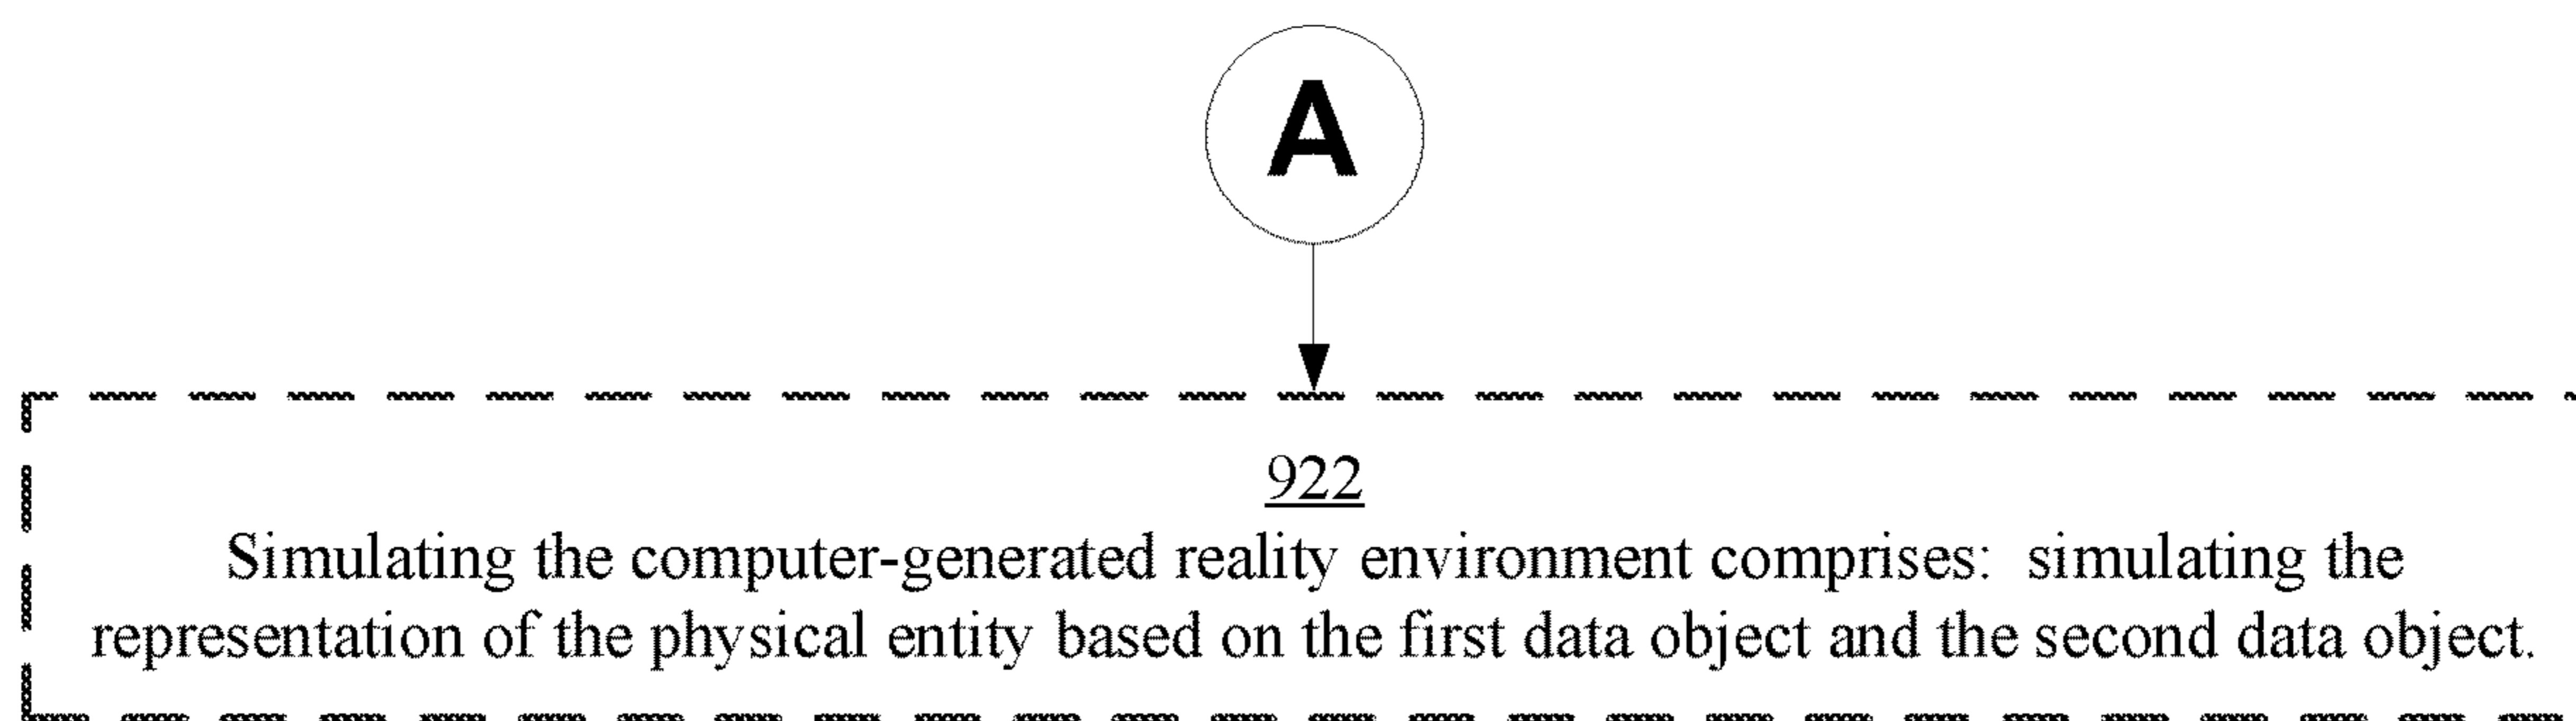 A
922
Simulating the computer-generated reality environment comprises:  simulating the
representation of the physical entity based on the first data object and the second data object.